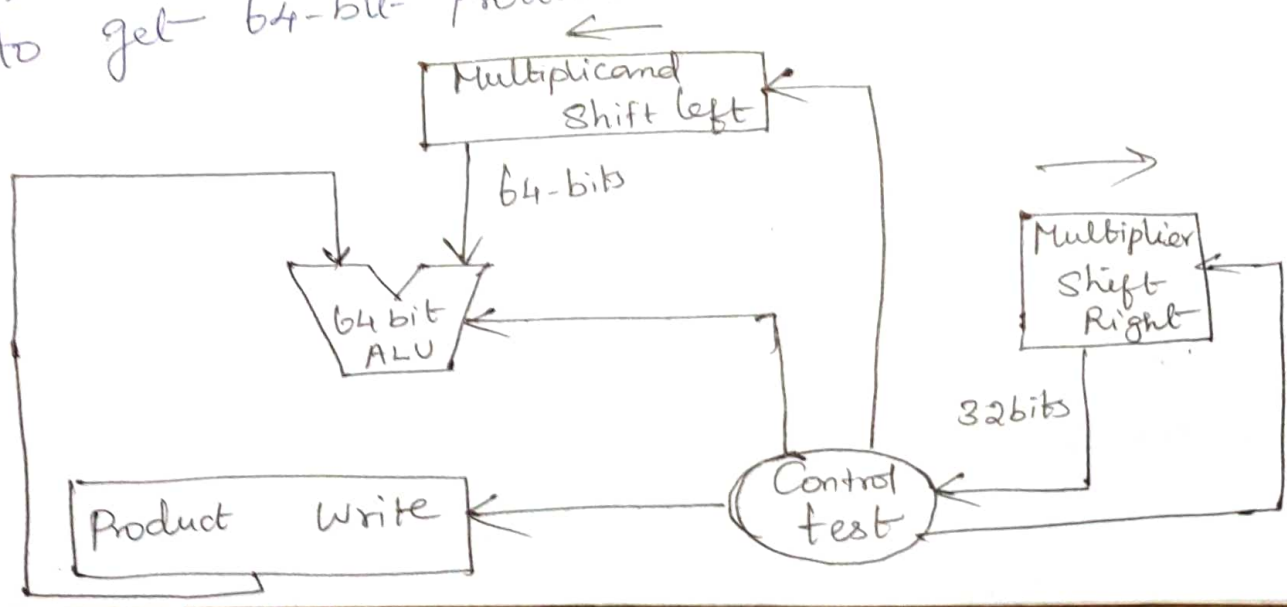 to get 64-bit
Multiplicand
Shift left
64-bits
Multiplier
Shift
Right
64 bit
ALU
32bits
Control
test
Product Write